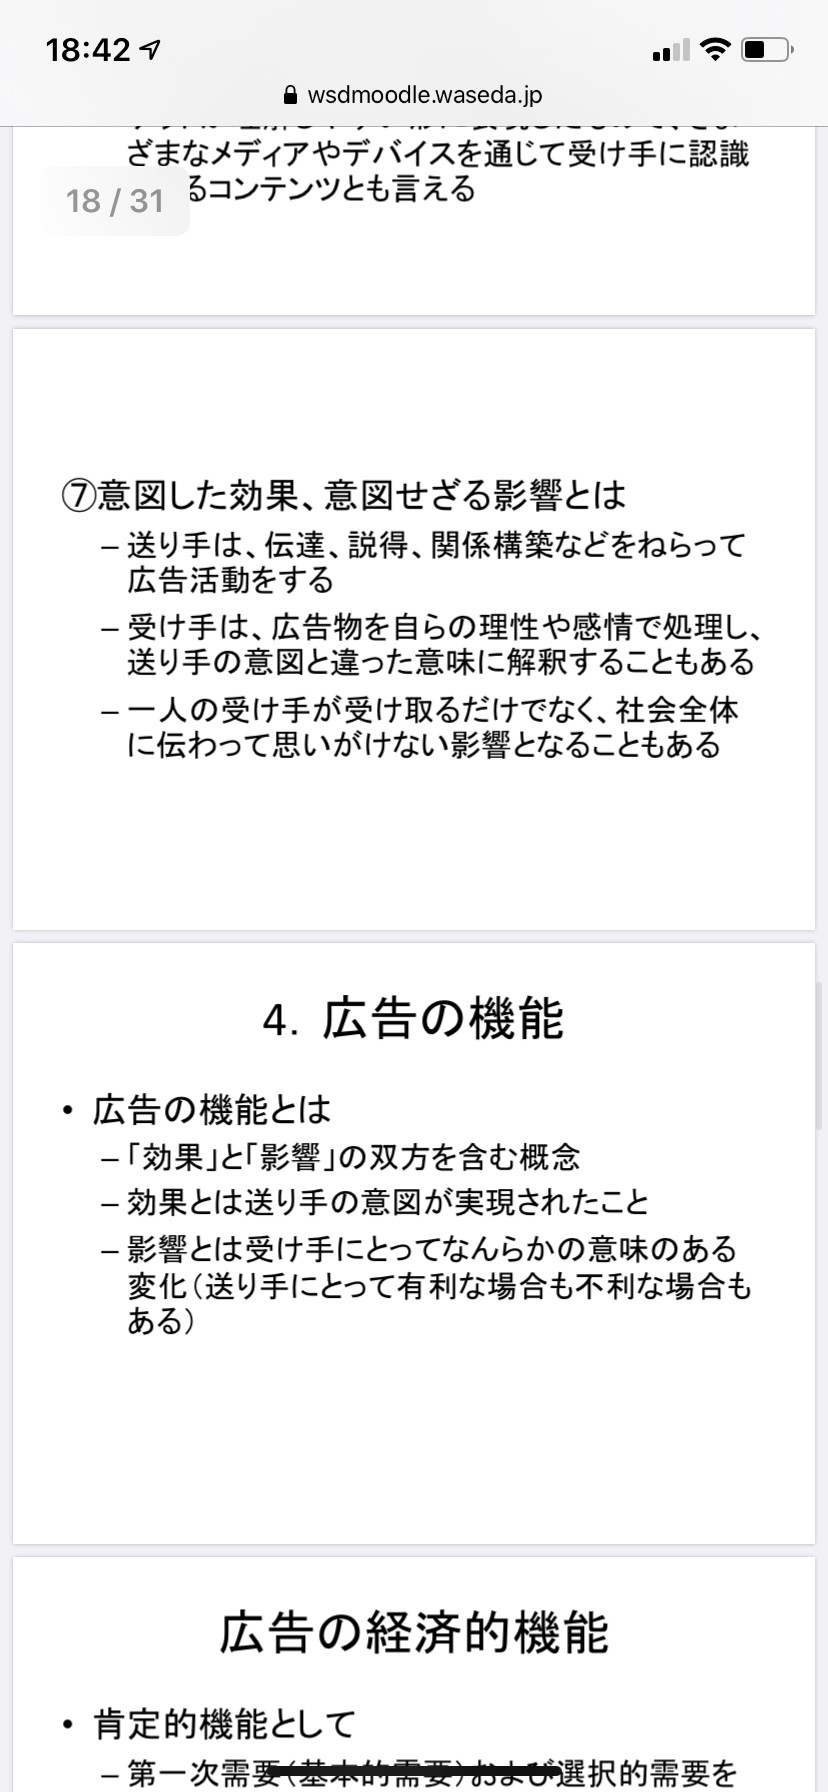 18:42
wsdmoodle.waseda.jp
ざまなメディアやデバイスを通じて受け手に認識
18 / 31
るコンテンツとも言える
⑦意図した効果、意図せざる影響とは
– 送り手は、伝達、説得、関係構築などをねらって
広告活動をする
– 受け手は、広告物を自らの理性や感情で処理し、
送り手の意図と違った意味に解釈することもある
– 一人の受け手が受け取るだけでなく、社会全体
に伝わって思いがけない影響となることもある
4. 広告の機能
• 広告の機能とは
–「効果」と「影響」の双方を含む概念
– 効果とは送り手の意図が実現されたこと
– 影響とは受け手にとってなんらかの意味のある
変化(送り手にとって有利な場合も不利な場合も
ある)
広告の経済的機能
• 肯定的機能として
– 第一次需要(基本的需要)および選択的需要を